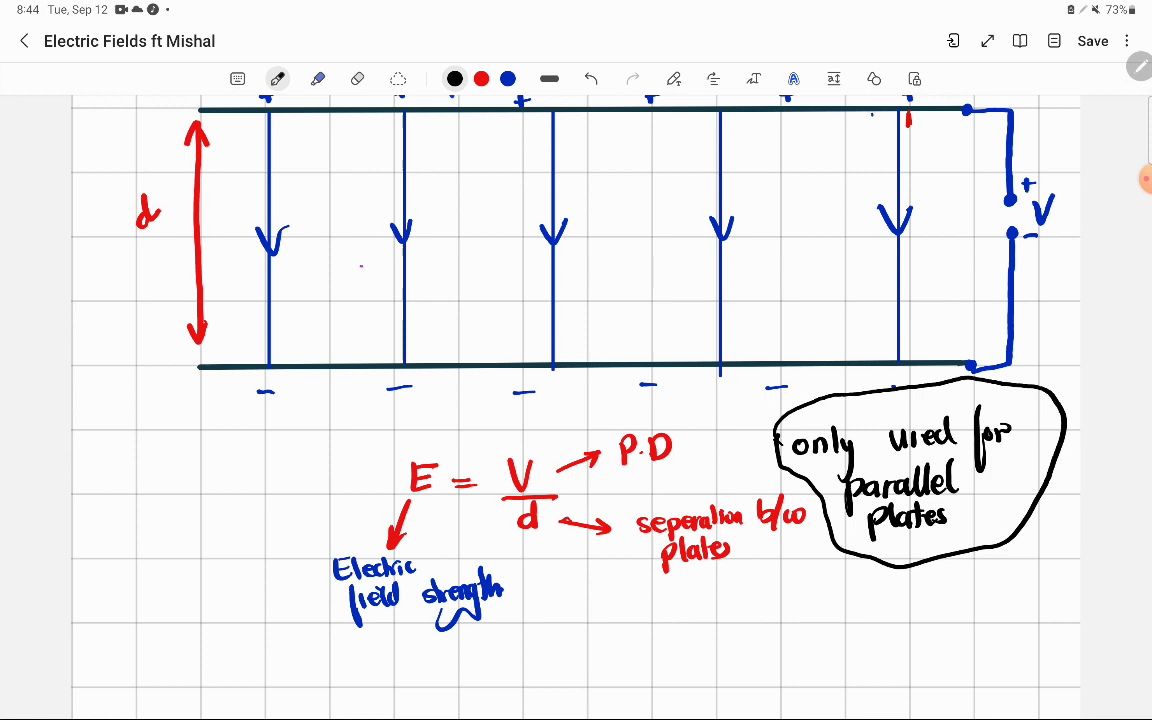 8:44 Tue, Sep 12
73%
Electric Fields ft Mishal
Save
+ + + + + +
d
+
V
-
- - - - - -
E = V/d
P.D
seperation b/w
plates
Electric
field strength
only used for
parallel
plates